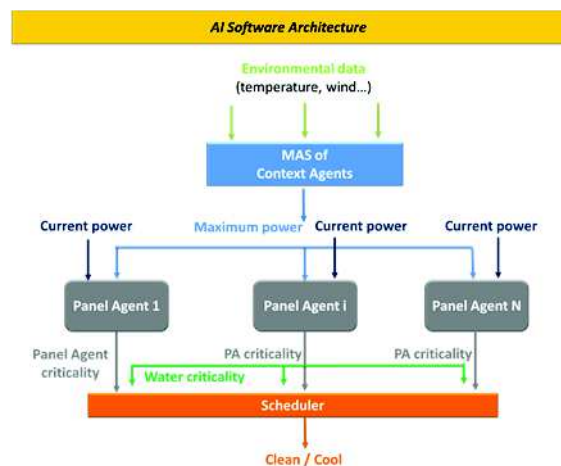 AI Software Architecture
Environmental data
(temperature, wind...)
MAS of
Context Agents
Current power
Maximum power
Current power
Current power
Panel Agent 1
Panel Agent i
Panel Agent N
Panel Agent
criticality
PA criticality
PA criticality
Water criticality
Scheduler
Clean / Cool